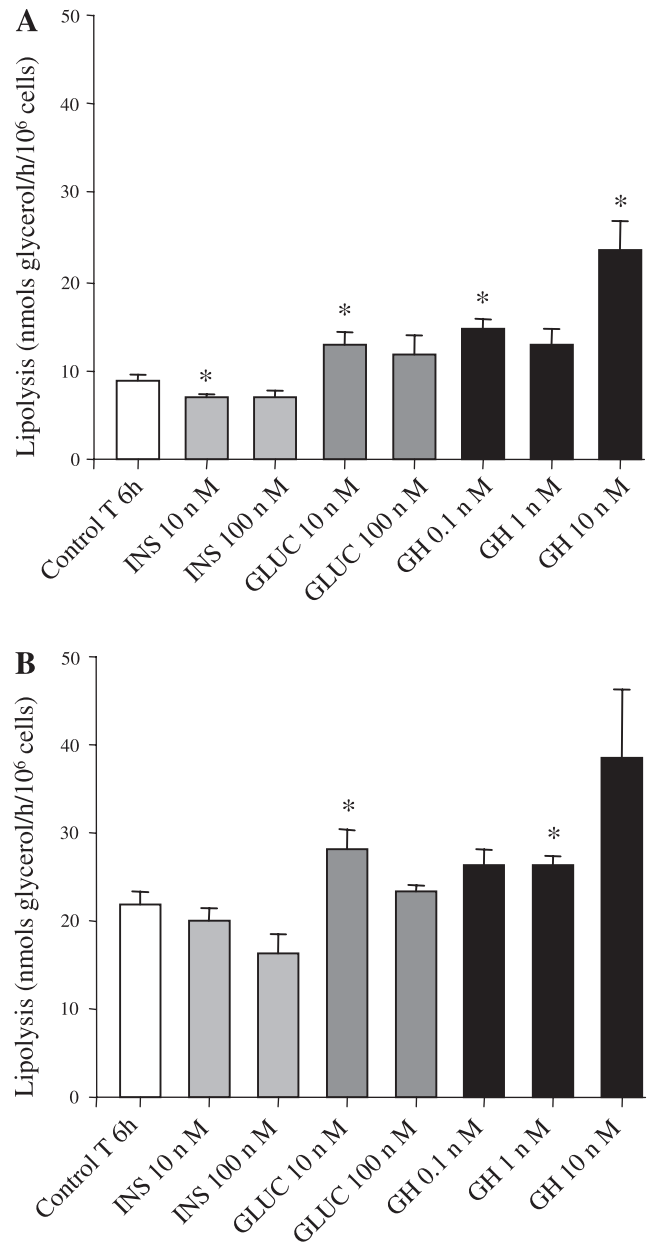 A
Lipolysis (nmols glycerol/h/10⁶ cells)
50
40
30
20
10
0
*
*
*
*
Control T 6h
INS 10 n M
INS 100 n M
GLUC 10 n M
GLUC 100 n M
GH 0.1 n M
GH 1 n M
GH 10 n M
B
Lipolysis (nmols glycerol/h/10⁶ cells)
50
40
30
20
10
0
*
*
Control T 6h
INS 10 n M
INS 100 n M
GLUC 10 n M
GLUC 100 n M
GH 0.1 n M
GH 1 n M
GH 10 n M